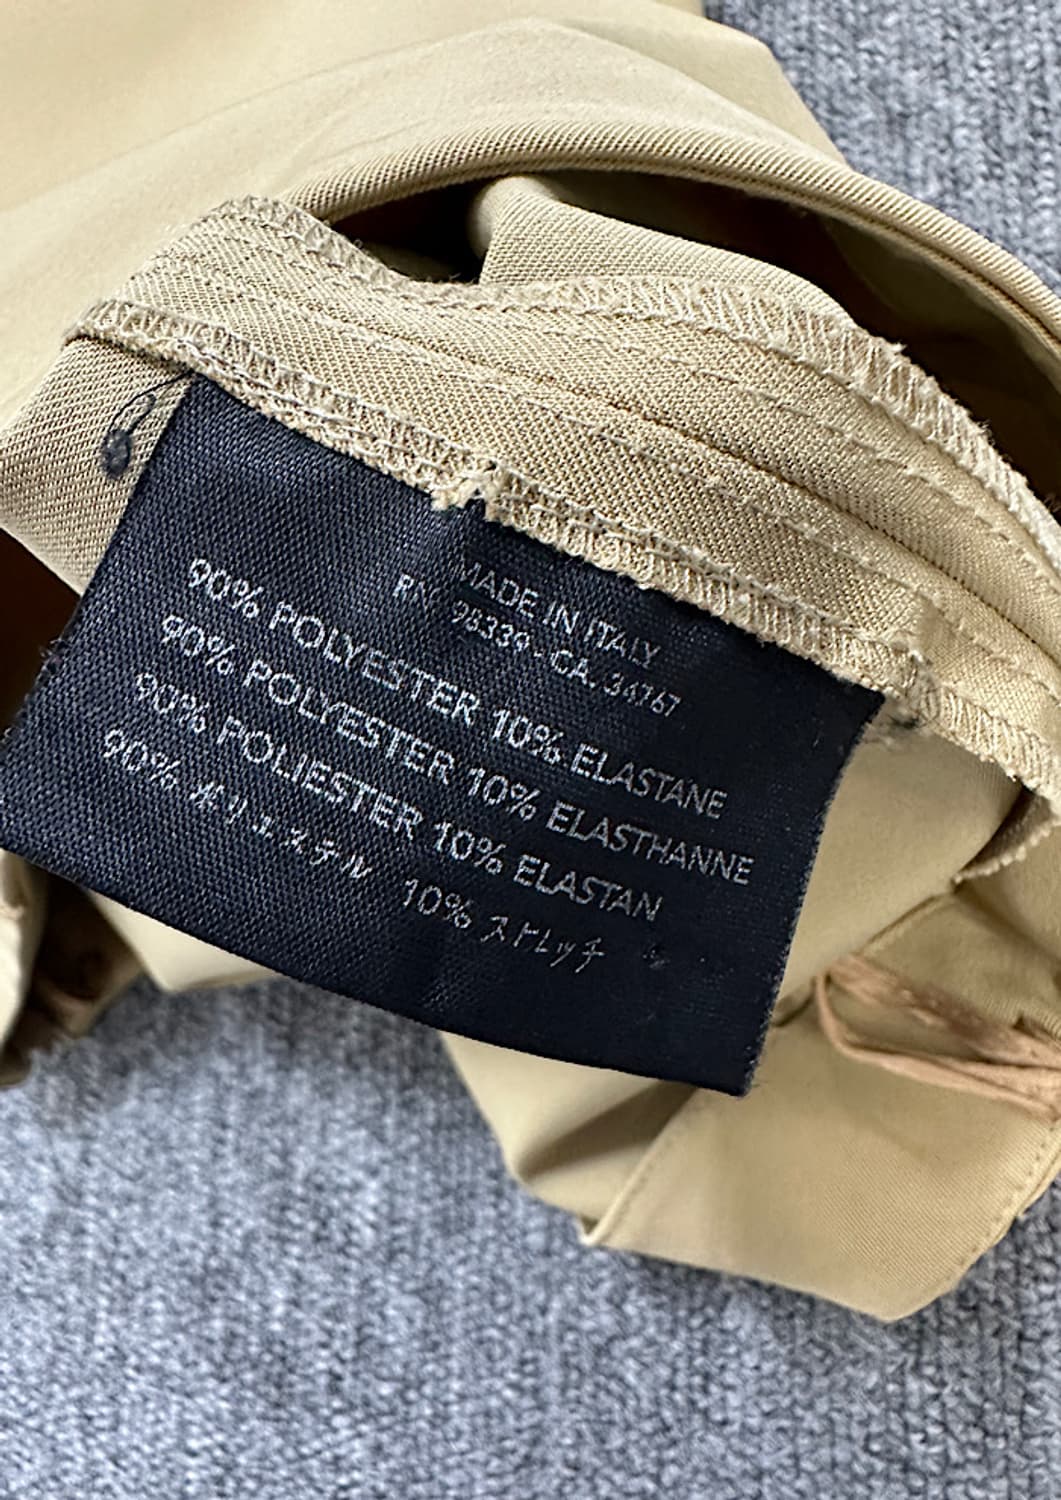 MADE IN ITALY
RN. 98339 - CA. 34767
90% POLYESTER 10% ELASTANE
90% POLYESTER 10% ELASTHANNE
90% POLIESTER 10% ELASTAN
90% ポリエステル 10% ストレッチ